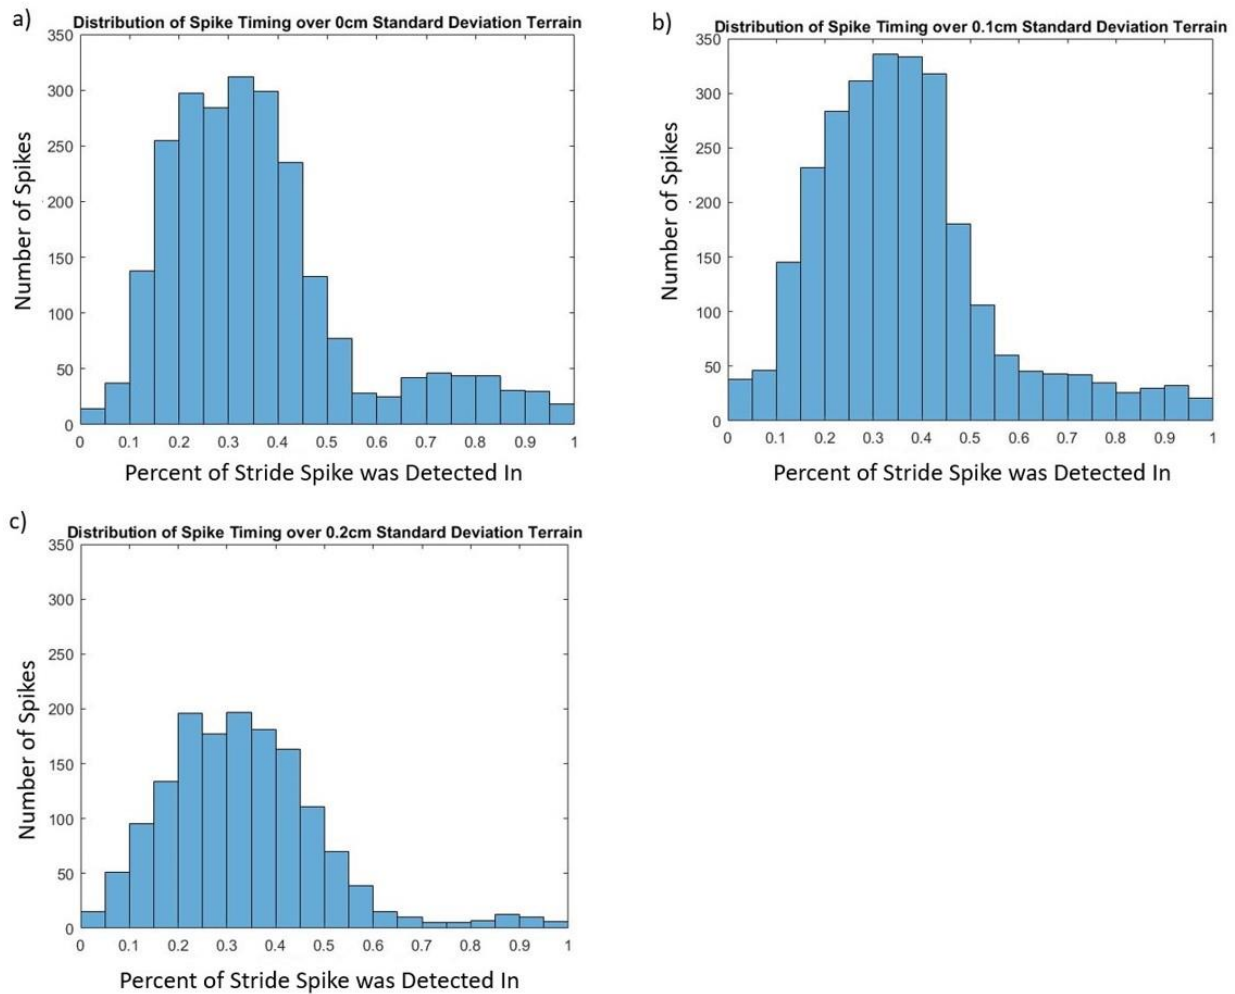 a)
Distribution of Spike Timing over 0cm Standard Deviation Terrain
350
300
250
200
150
100
50
0
Number of Spikes
0 0.1 0.2 0.3 0.4 0.5 0.6 0.7 0.8 0.9 1
Percent of Stride Spike was Detected In
b)
Distribution of Spike Timing over 0.1cm Standard Deviation Terrain
350
300
250
200
150
100
50
0
Number of Spikes
0 0.1 0.2 0.3 0.4 0.5 0.6 0.7 0.8 0.9 1
Percent of Stride Spike was Detected In
c)
Distribution of Spike Timing over 0.2cm Standard Deviation Terrain
350
300
250
200
150
100
50
0
Number of Spikes
0 0.1 0.2 0.3 0.4 0.5 0.6 0.7 0.8 0.9 1
Percent of Stride Spike was Detected In